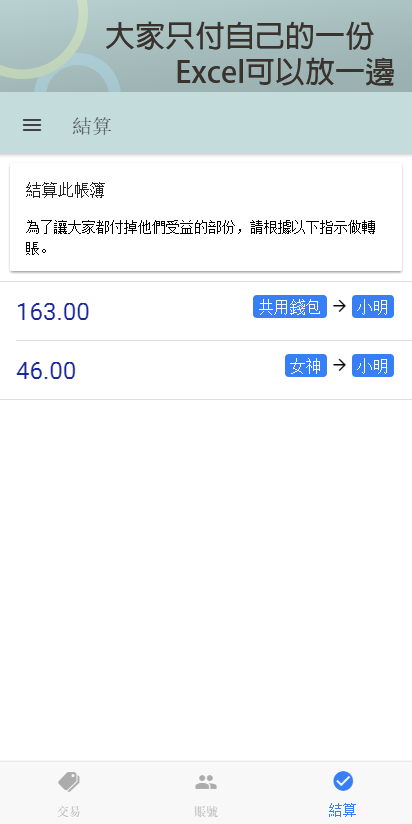 大家只付自己的一份
Excel可以放一邊
結算
結算此帳簿
為了讓大家都付掉他們受益的部份，請根據以下指示做轉
賬。
163.00 共用錢包 → 小明
46.00 女神 → 小明
交易 賬號 結算